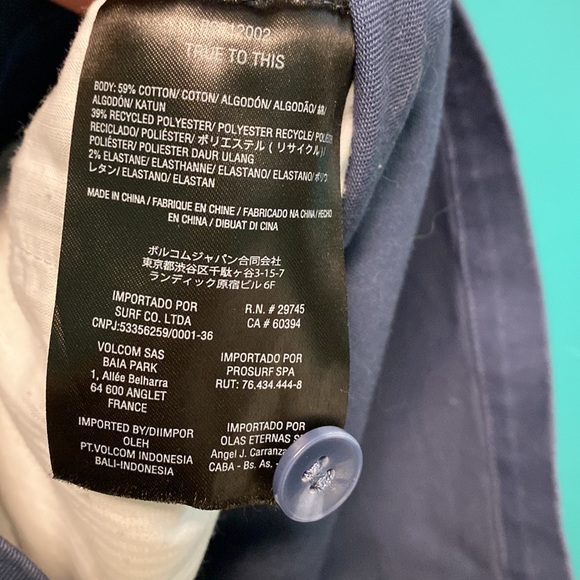 TRUE TO THIS
BODY: 59% COTTON/ COTON/ ALGODÓN/ ALGODÃO/ 綿/
ALGODÓN/ KATUN
39% RECYCLED POLYESTER/ POLYESTER RECYCLE/
RECICLADO/ POLIÉSTER/ ポリエステル ( リサイクル)/
POLIÉSTER/ POLIESTER DAUR ULANG
2% ELASTANE/ ELASTHANNE/ ELASTANO/ ELASTANO/ ポリウ
レタン/ ELASTANO/ ELASTAN
MADE IN CHINA / FABRIQUE EN CHINE / FABRICADO NA CHINA/HECHO
EN CHINA / DIBUAT DI CINA
ボルコムジャパン合同会社
東京都渋谷区千駄ヶ谷3-15-7
ランディック原宿ビル 6F
IMPORTADO POR
SURF CO. LTDA
CNPJ:53356259/0001-36
R.N. # 29745
CA # 60394
VOLCOM SAS
BAIA PARK
1, Allée Belharra
64 600 ANGLET
FRANCE
IMPORTADO POR
PROSURF SPA
RUT: 76.434.444-8
IMPORTED BY/DIIMPOR
OLEH
PT.VOLCOM INDONESIA
BALI-INDONESIA
IMPORTADO POR
OLAS ETERNAS
Angel J. Carranza
CABA - Bs. As. -